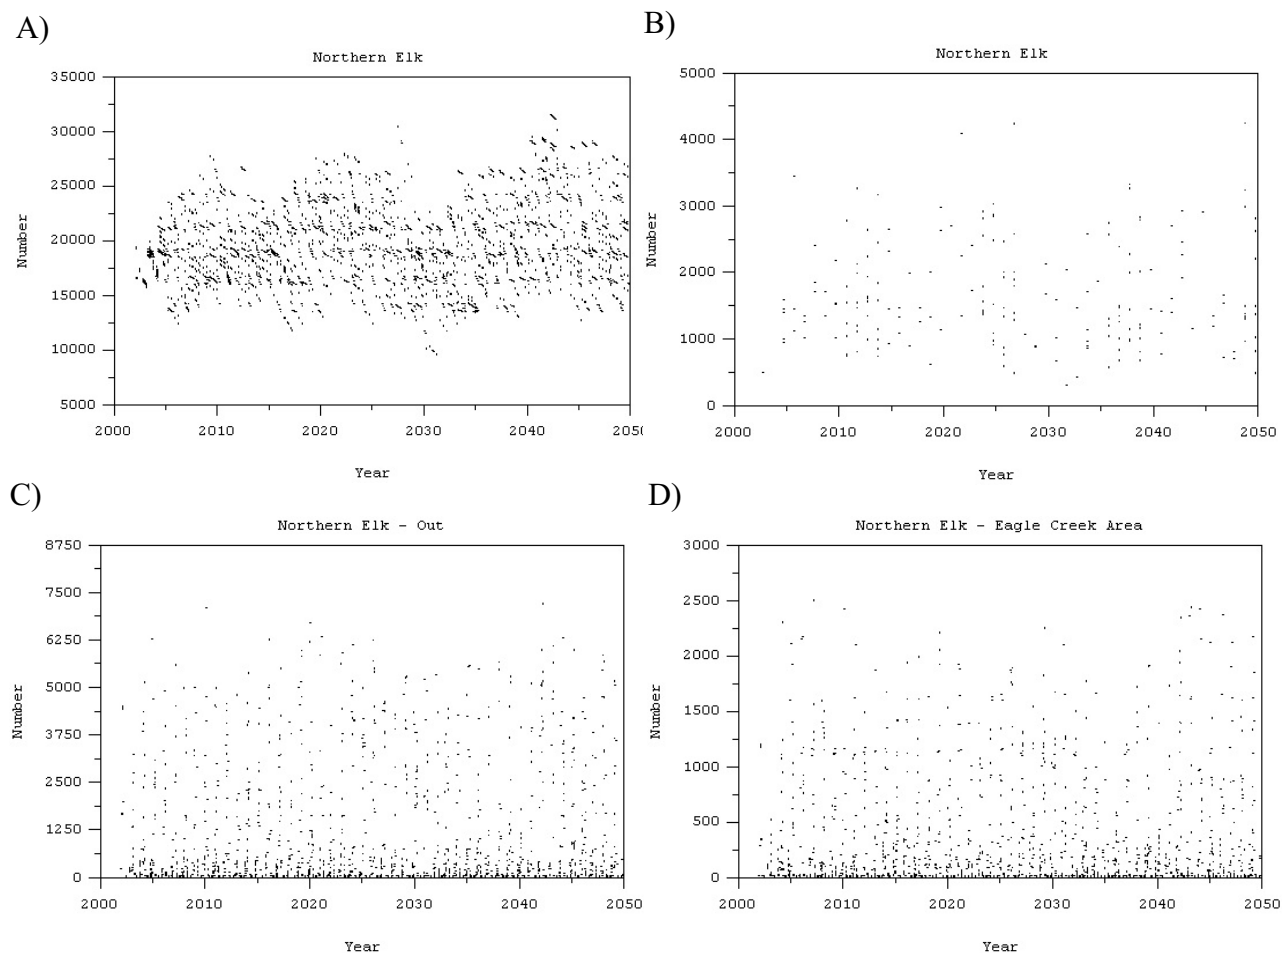 A)
Northern Elk
35000
30000
25000
20000
15000
10000
5000
Number
2000 2010 2020 2030 2040 205(
Year
B)
Northern Elk
5000
4000
3000
2000
1000
0
Number
2000 2010 2020 2030 2040 2050
Year
C)
Northern Elk - Out
8750
7500
6250
5000
3750
2500
1250
0
Number
2000 2010 2020 2030 2040 2050
Year
D)
Northern Elk - Eagle Creek Area
3000
2500
2000
1500
1000
500
0
Number
2000 2010 2020 2030 2040 2050
Year